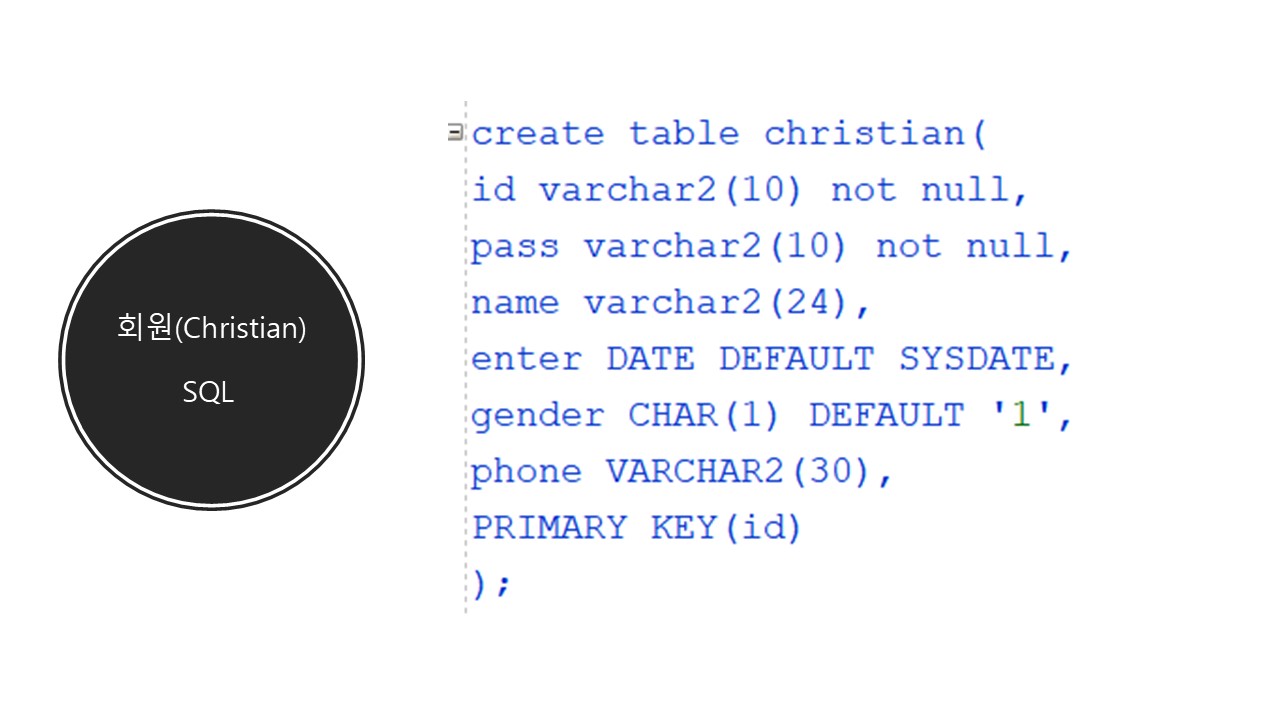 회원(Christian)
SQL
create table christian(
id varchar2(10) not null,
pass varchar2(10) not null,
name varchar2(24),
enter DATE DEFAULT SYSDATE,
gender CHAR(1) DEFAULT '1',
phone VARCHAR2(30),
PRIMARY KEY(id)
);